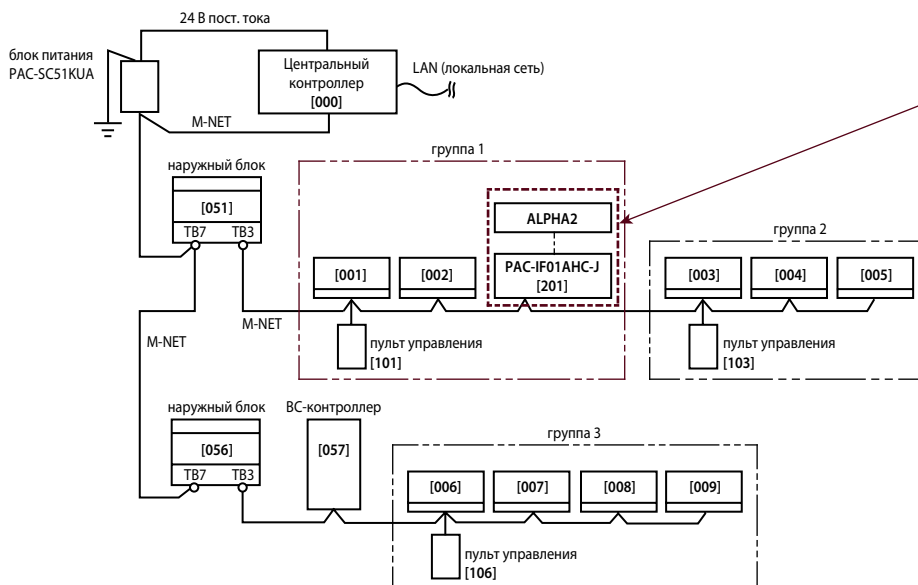 24 В пост. тока
блок питания
PAC-SC51KUA
Центральный
контроллер
[000]
LAN (локальная сеть)
M-NET
группа 1
наружный блок
[051]
TB7
TB3
ALPHA2
PAC-IF01AHC-J
[201]
группа 2
[001]
[002]
[003]
[004]
[005]
M-NET
M-NET
пульт управления
[101]
пульт управления
[103]
наружный блок
[056]
TB7
TB3
BC-контроллер
[057]
группа 3
[006]
[007]
[008]
[009]
пульт управления
[106]